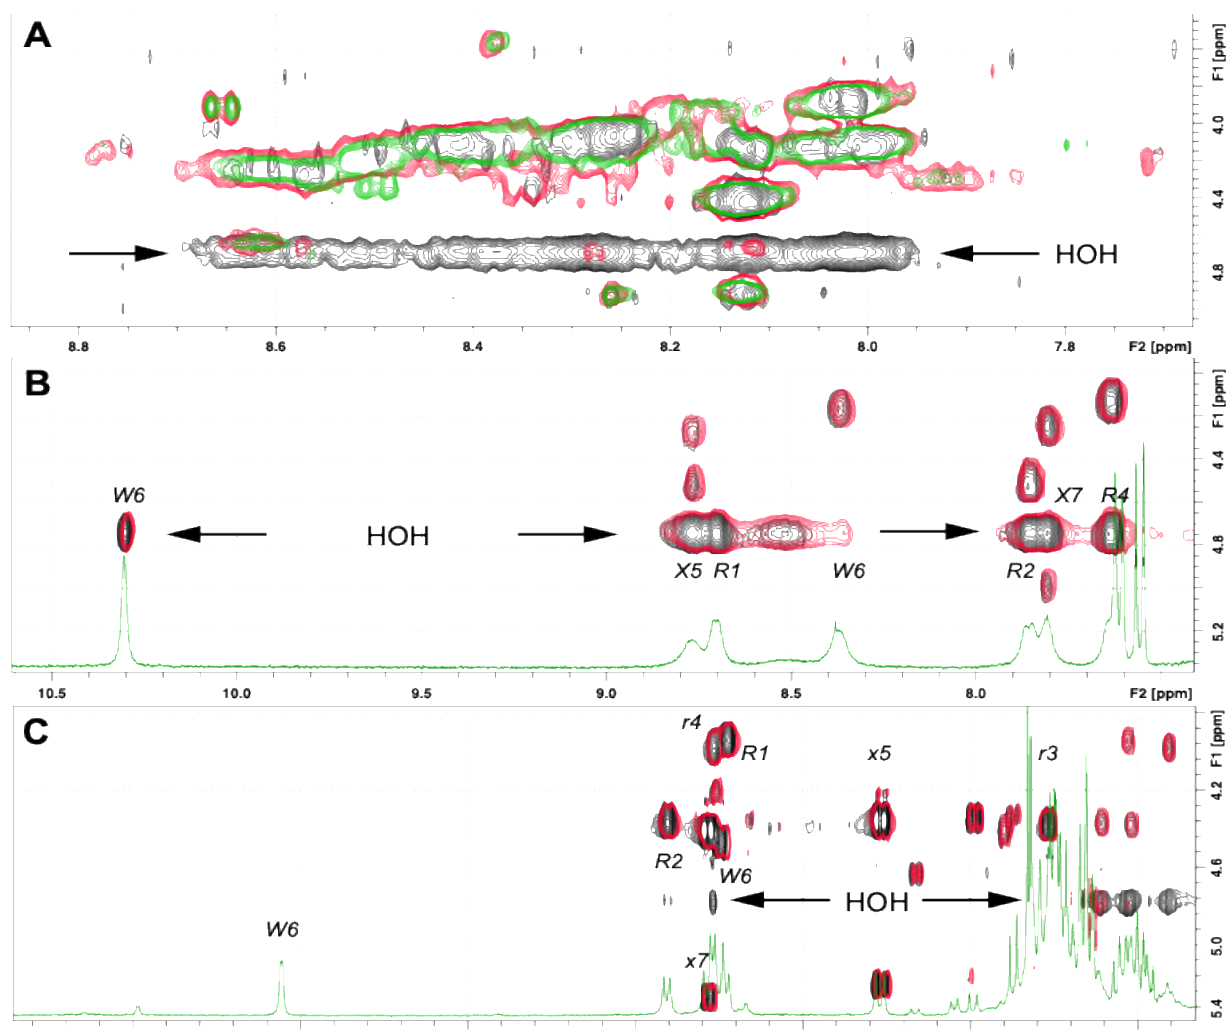 A
F1 [ppm]
4.0
4.4
HOH
4.8
8.8 8.6 8.4 8.2 8.0 7.8 F2 [ppm]
B
F1 [ppm]
4.4
W6 X7 R4
HOH
4.8
X5 R1 W6 R2
5.2
10.5 10.0 9.5 9.0 8.5 8.0 F2 [ppm]
C
F1 [ppm]
r4 R1 x5 r3
4.2
R2 W6
4.6
HOH
W6
5.0
x7
5.4